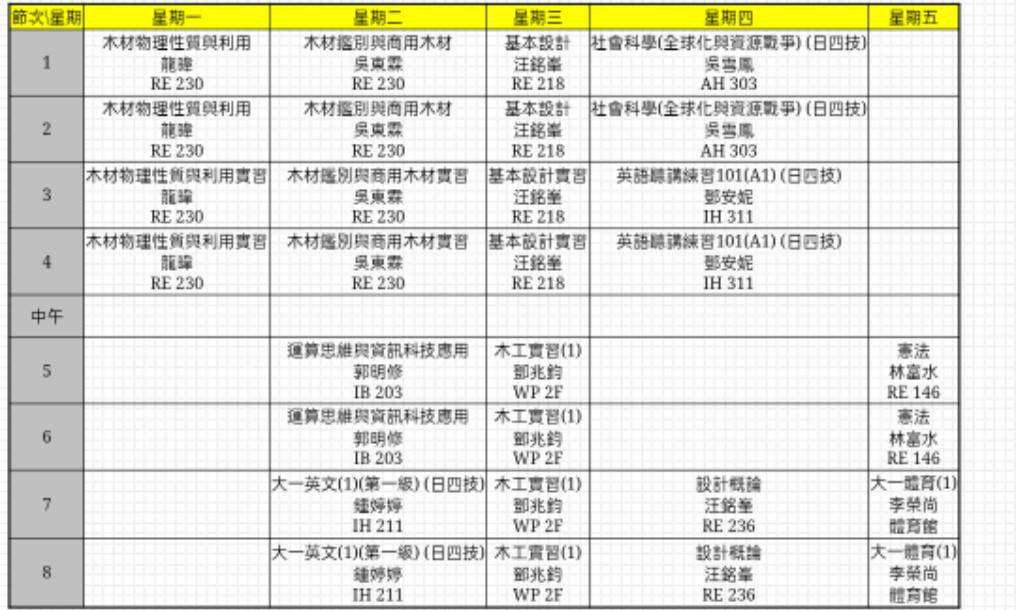 節次\星期 星期一 星期二 星期三 星期四 星期五
木材物理性質與利用 木材鑑別與商用木材 基本設計 社會科學(全球化與資源戰爭) (日四技)
1 龍暐 吳東霖 汪銘峯 吳雪鳳
RE 230 RE 230 RE 218 AH 303
木材物理性質與利用 木材鑑別與商用木材 基本設計 社會科學(全球化與資源戰爭) (日四技)
2 龍暐 吳東霖 汪銘峯 吳雪鳳
RE 230 RE 230 RE 218 AH 303
木材物理性質與利用實習 木材鑑別與商用木材實習 基本設計實習 英語聽講練習101(A1) (日四技)
3 龍暐 吳東霖 汪銘峯 鄧安妮
RE 230 RE 230 RE 218 IH 311
木材物理性質與利用實習 木材鑑別與商用木材實習 基本設計實習 英語聽講練習101(A1) (日四技)
4 龍暐 吳東霖 汪銘峯 鄧安妮
RE 230 RE 230 RE 218 IH 311
中午
運算思維與資訊科技應用 木工實習(1) 憲法
5 郭明修 鄧兆鈞 林富水
IB 203 WP 2F RE 146
運算思維與資訊科技應用 木工實習(1) 憲法
6 郭明修 鄧兆鈞 林富水
IB 203 WP 2F RE 146
大一英文(1)(第一級) (日四技) 木工實習(1) 設計概論 大一體育(1)
7 鍾婷婷 鄧兆鈞 汪銘峯 李榮尚
IH 211 WP 2F RE 236 體育館
大一英文(1)(第一級) (日四技) 木工實習(1) 設計概論 大一體育(1)
8 鍾婷婷 鄧兆鈞 汪銘峯 李榮尚
IH 211 WP 2F RE 236 體育館